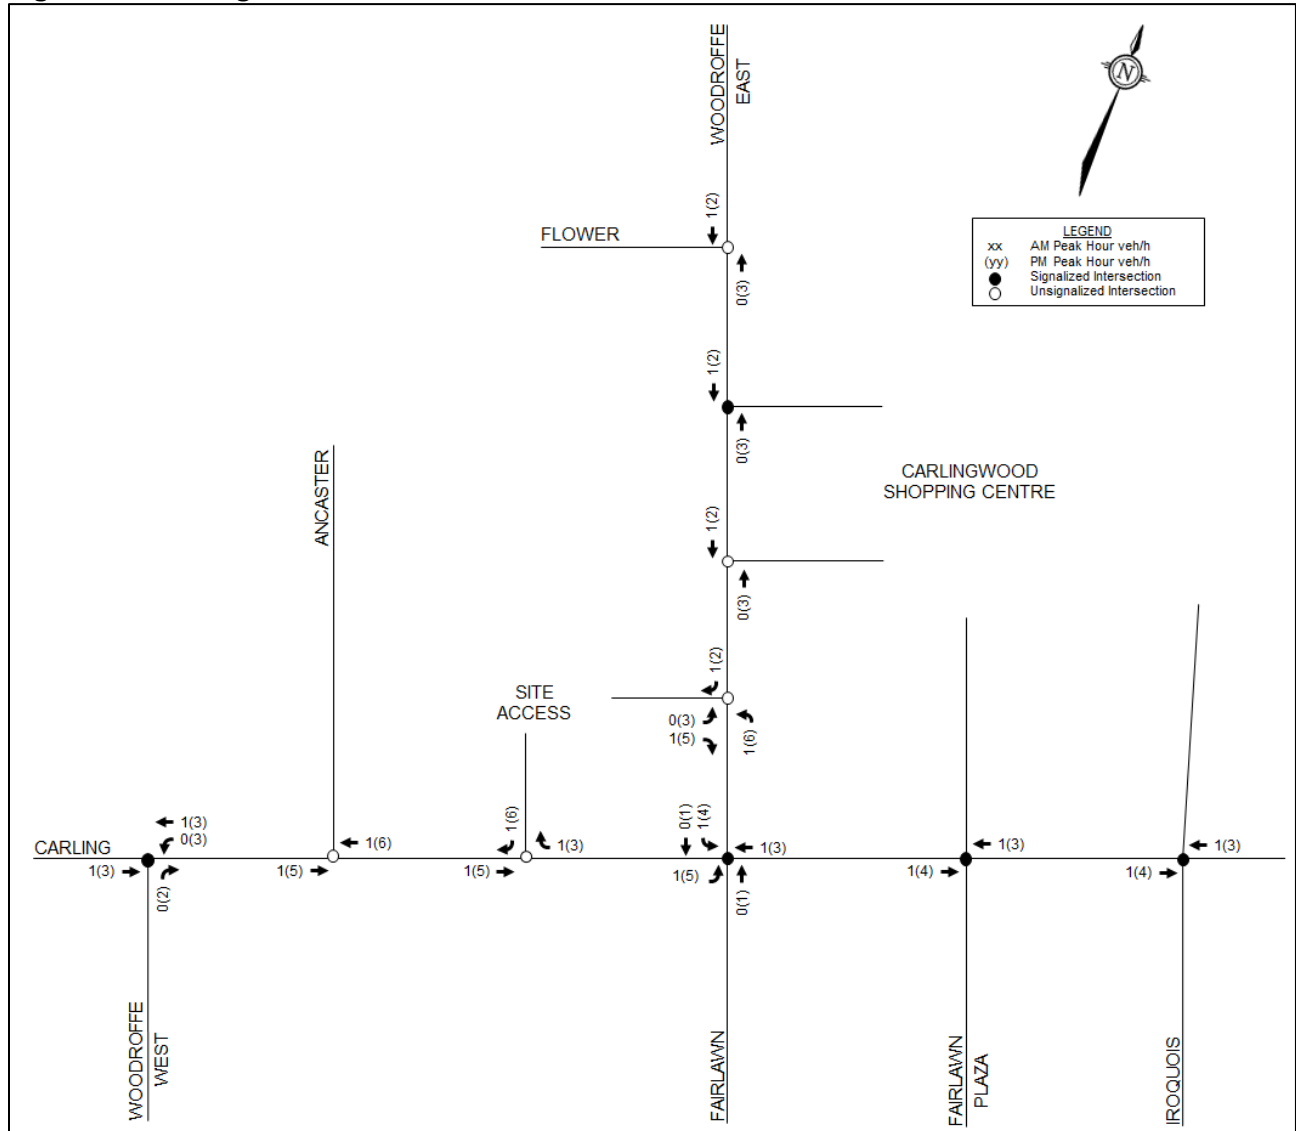 WOODROFFE
EAST
N
LEGEND
xx AM Peak Hour veh/h
(yy) PM Peak Hour veh/h
Signalized Intersection
Unsignalized Intersection
1(2)
FLOWER
0(3)
1(2)
0(3)
CARLINGWOOD
SHOPPING CENTRE
ANCASTER
1(2)
0(3)
1(2)
SITE
ACCESS
0(3)
1(5)
1(6)
CARLING
1(3)
0(3)
1(3)
0(2)
1(6)
1(5)
1(6)
1(3)
1(5)
0(1)
1(4)
1(3)
1(5)
0(1)
1(3)
1(4)
1(3)
1(4)
WOODROFFE
WEST
FAIRLAWN
FAIRLAWN
PLAZA
IROQUOIS